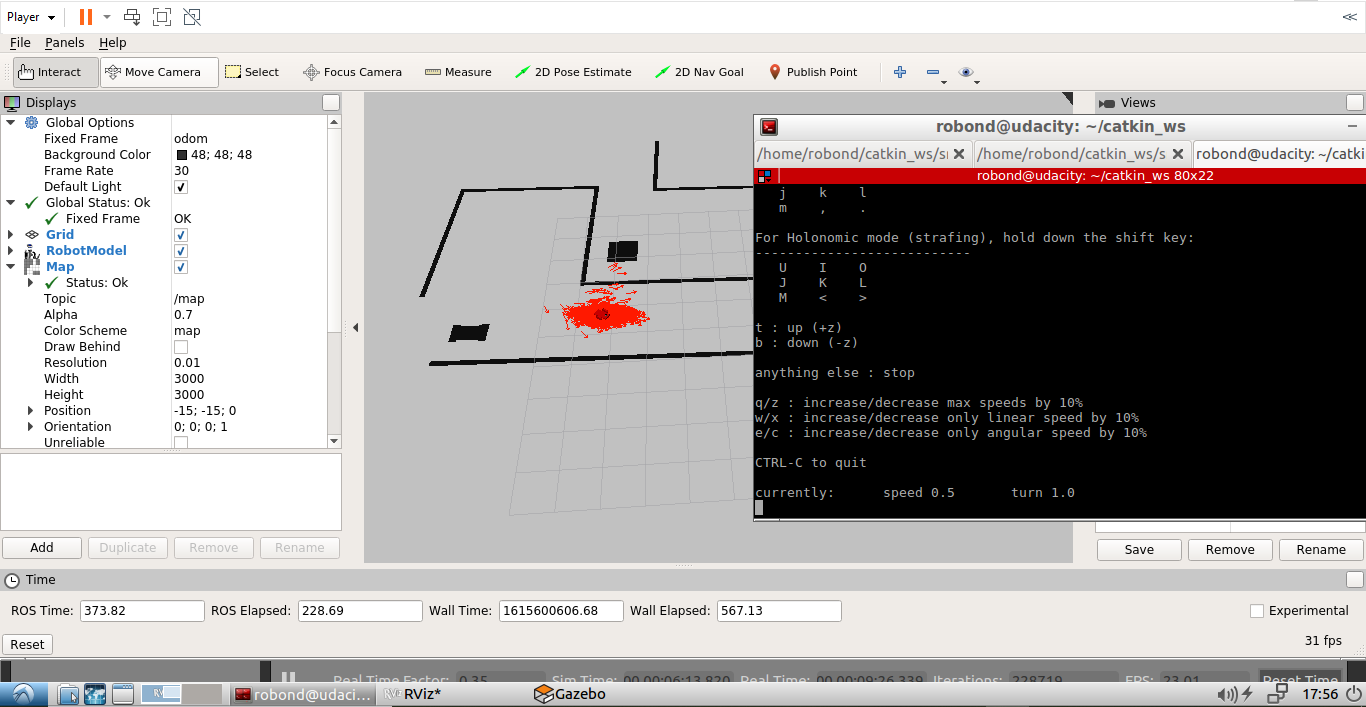 Player
File Panels Help
Interact Move Camera Select Focus Camera Measure 2D Pose Estimate 2D Nav Goal Publish Point
Displays
Global Options
Fixed Frame odom
Background Color 48; 48; 48
Frame Rate 30
Default Light
Global Status: Ok
Fixed Frame OK
Grid
RobotModel
Map
Status: Ok
Topic /map
Alpha 0.7
Color Scheme map
Draw Behind
Resolution 0.01
Width 3000
Height 3000
Position -15; -15; 0
Orientation 0; 0; 0; 1
Unreliable
Add Duplicate Remove Rename
Views
robond@udacity: ~/catkin_ws
/home/robond/catkin_ws/s /home/robond/catkin_ws/s robond@udacity: ~/catki
robond@udacity: ~/catkin_ws 80x22
j k l
m , .
For Holonomic mode (strafing), hold down the shift key:
---------------------------
U I O
J K L
M < >
t : up (+z)
b : down (-z)
anything else : stop
q/z : increase/decrease max speeds by 10%
w/x : increase/decrease only linear speed by 10%
e/c : increase/decrease only angular speed by 10%
CTRL-C to quit
currently: speed 0.5 turn 1.0
Save Remove Rename
Time
ROS Time: 373.82 ROS Elapsed: 228.69 Wall Time: 1615600606.68 Wall Elapsed: 567.13 Experimental
Reset 31 fps
Real Time Factor: 0.35 Sim Time: 00 00:06:13.820 Real Time: 00 00:09:26.339 Iterations: 228719 FPS: 23.01 Reset Time
robond@udaci... RViz* Gazebo 17:56